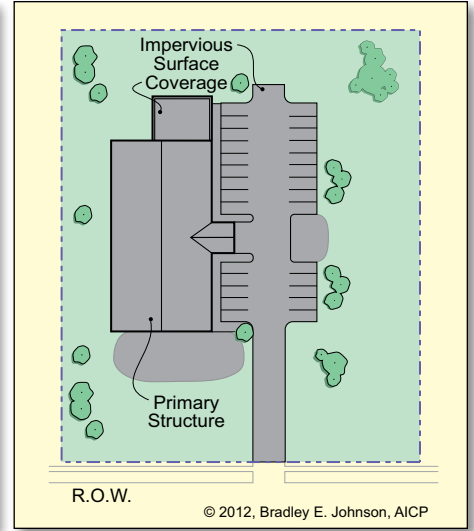 Impervious
Surface
Coverage
Primary
Structure
R.O.W.
© 2012, Bradley E. Johnson, AICP